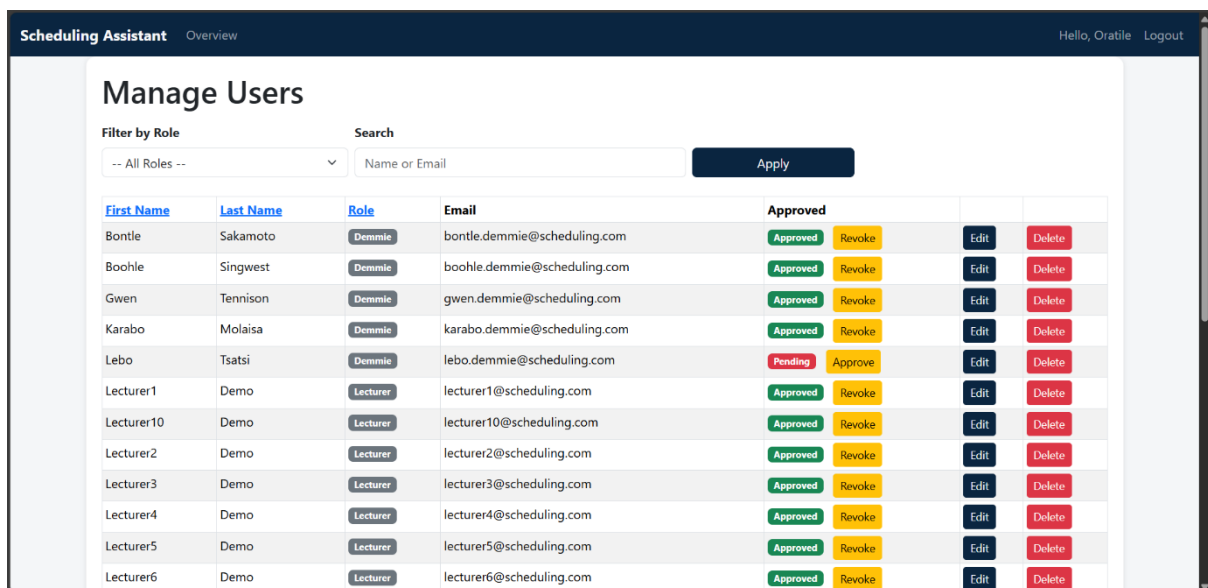 Scheduling Assistant Overview Hello, Oratile Logout
Manage Users
Filter by Role Search
-- All Roles -- Name or Email Apply
First Name Last Name Role Email Approved
Bontle Sakamoto Demmie bontle.demmie@scheduling.com Approved Revoke Edit Delete
Boohle Singwest Demmie boohle.demmie@scheduling.com Approved Revoke Edit Delete
Gwen Tennison Demmie gwen.demmie@scheduling.com Approved Revoke Edit Delete
Karabo Molaisa Demmie karabo.demmie@scheduling.com Approved Revoke Edit Delete
Lebo Tsatsi Demmie lebo.demmie@scheduling.com Pending Approve Edit Delete
Lecturer1 Demo Lecturer lecturer1@scheduling.com Approved Revoke Edit Delete
Lecturer10 Demo Lecturer lecturer10@scheduling.com Approved Revoke Edit Delete
Lecturer2 Demo Lecturer lecturer2@scheduling.com Approved Revoke Edit Delete
Lecturer3 Demo Lecturer lecturer3@scheduling.com Approved Revoke Edit Delete
Lecturer4 Demo Lecturer lecturer4@scheduling.com Approved Revoke Edit Delete
Lecturer5 Demo Lecturer lecturer5@scheduling.com Approved Revoke Edit Delete
Lecturer6 Demo Lecturer lecturer6@scheduling.com Approved Revoke Edit Delete